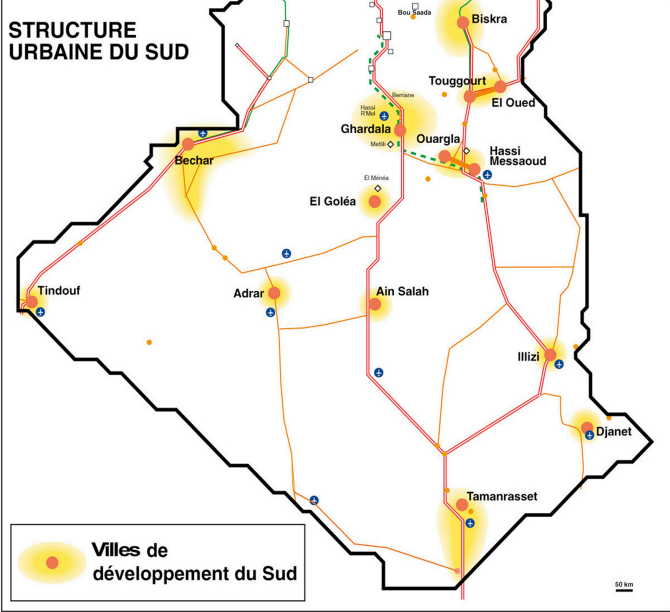 STRUCTURE
URBAINE DU SUD
Bou Saada
Biskra
Touggourt
El Oued
Berriane
Hassi
R'Mel
Ghardala
Metlili
Ouargla
Hassi
Messaoud
Bechar
El Ménéa
El Goléa
Tindouf
Adrar
Ain Salah
Illizi
Djanet
Tamanrasset
Villes de
développement du Sud
50 km